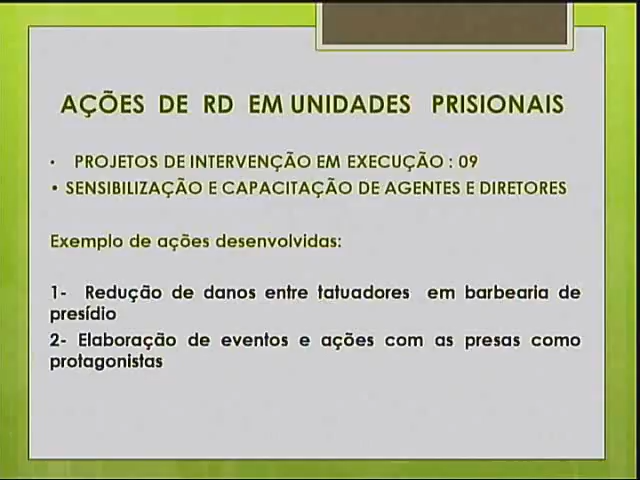 AÇÕES DE RD EM UNIDADES PRISIONAIS
• PROJETOS DE INTERVENÇÃO EM EXECUÇÃO : 09
• SENSIBILIZAÇÃO E CAPACITAÇÃO DE AGENTES E DIRETORES
Exemplo de ações desenvolvidas:
1- Redução de danos entre tatuadores em barbearia de
presídio
2- Elaboração de eventos e ações com as presas como
protagonistas